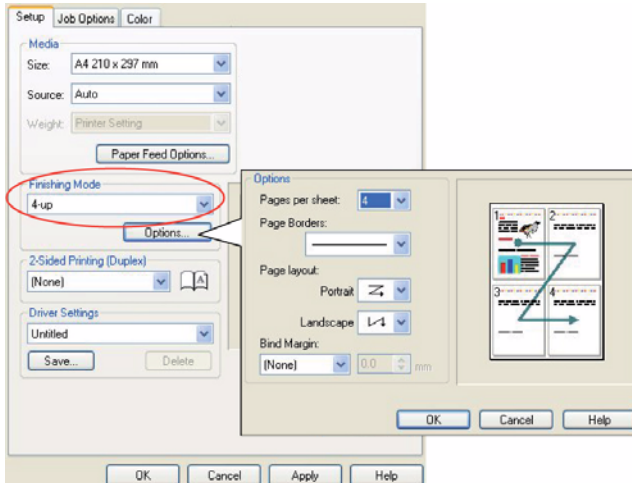 Setup Job Options Color
Media
Size: A4 210 x 297 mm
Source: Auto
Weight: Printer Setting
Paper Feed Options...
Finishing Mode
4-up
Options...
2-Sided Printing (Duplex)
(None)
A
Driver Settings
Untitled
Save... Delete
OK Cancel Apply Help
Options
Pages per sheet: 4
Page Borders:
Page layout:
Portrait
Landscape
Bind Margin:
(None) 0.0 mm
1 2
3 4
OK Cancel Help